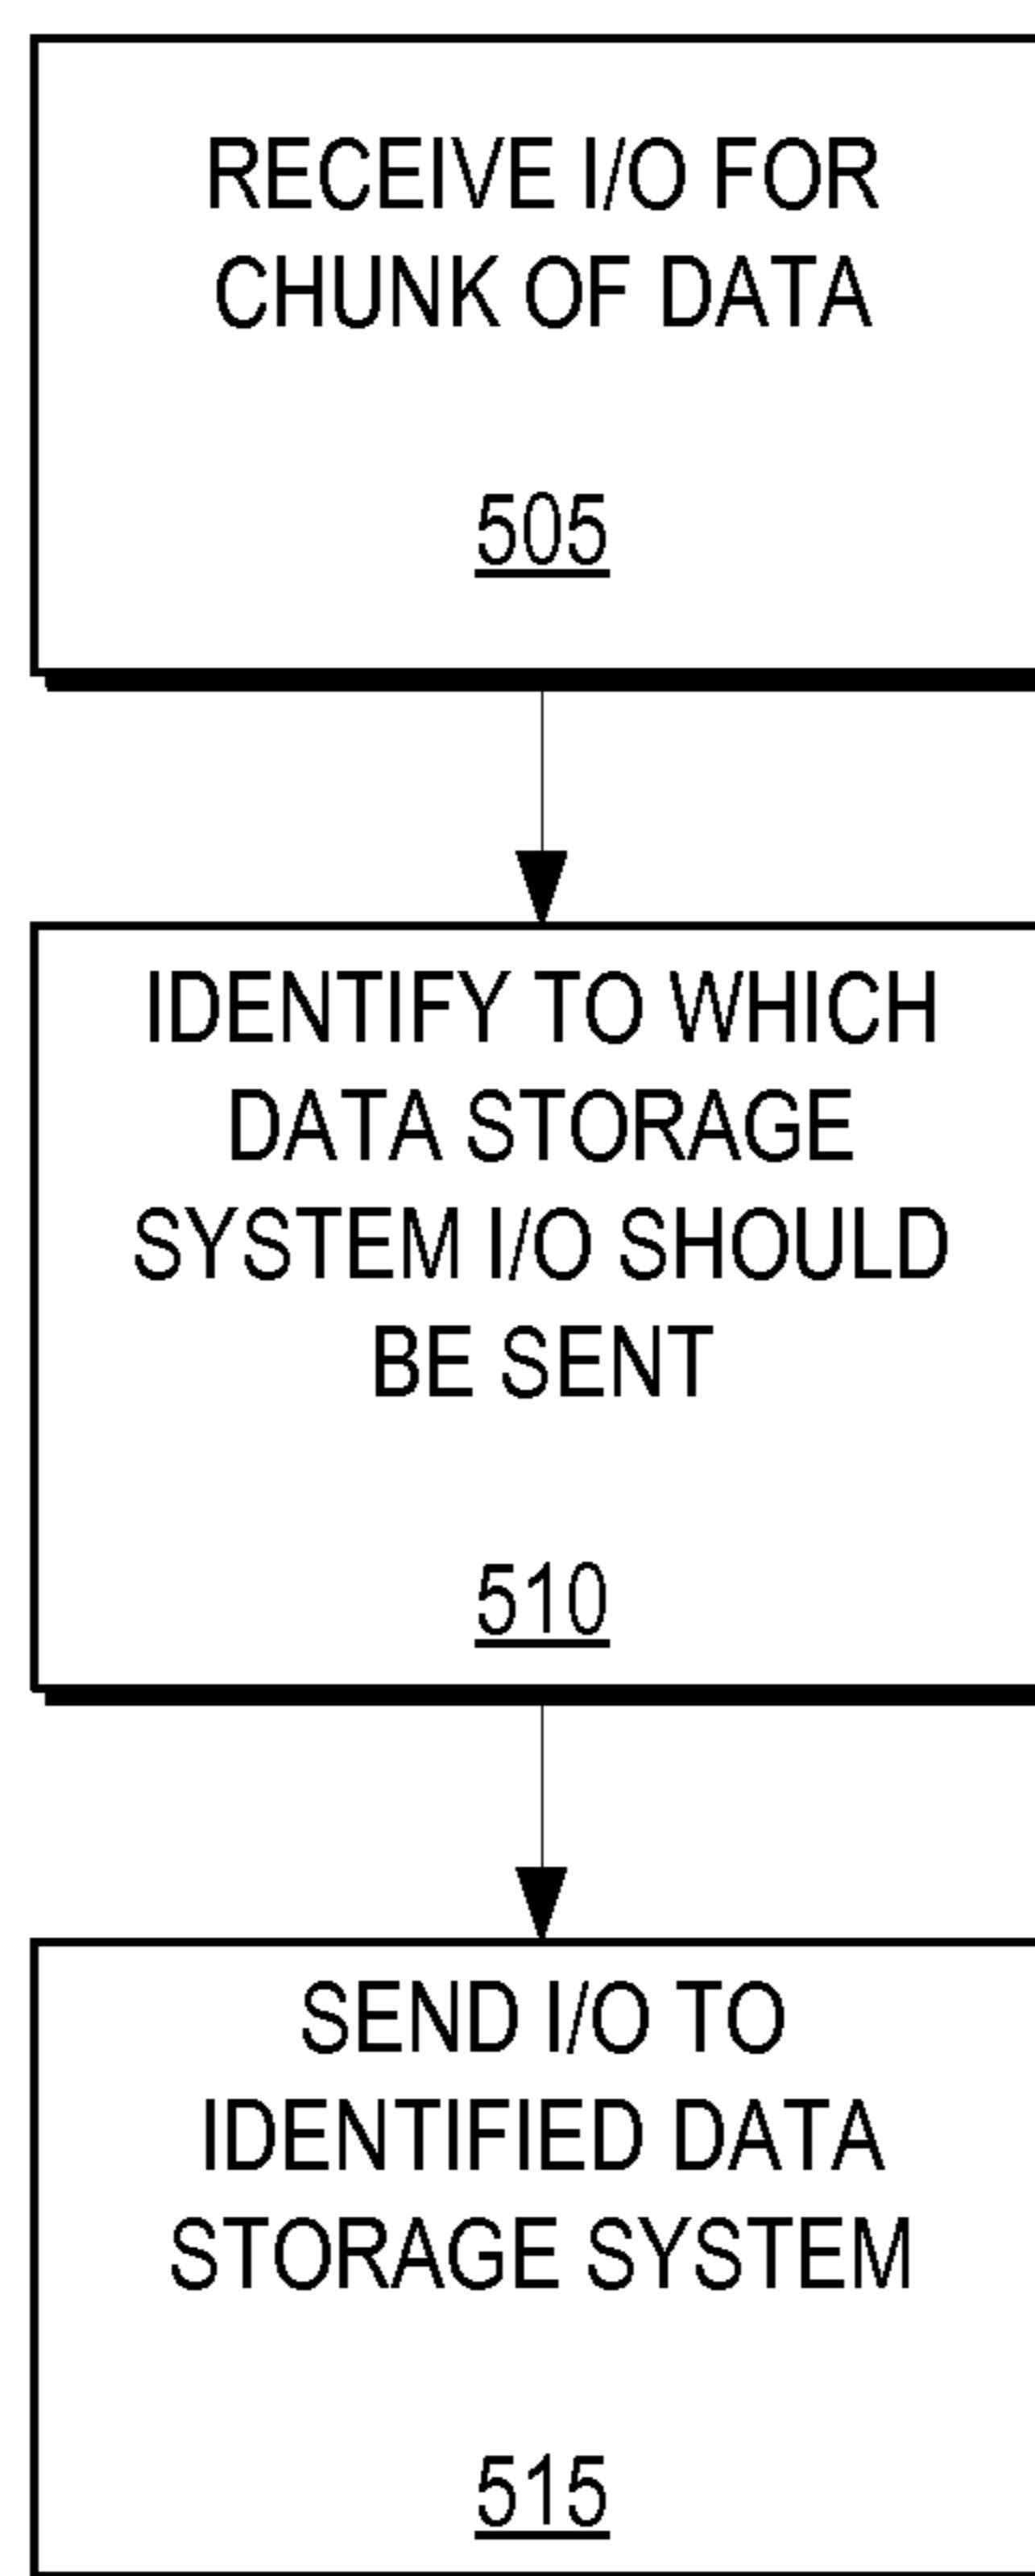 RECEIVE I/O FOR
CHUNK OF DATA
505
IDENTIFY TO WHICH
DATA STORAGE
SYSTEM I/O SHOULD
BE SENT
510
SEND I/O TO
IDENTIFIED DATA
STORAGE SYSTEM
515